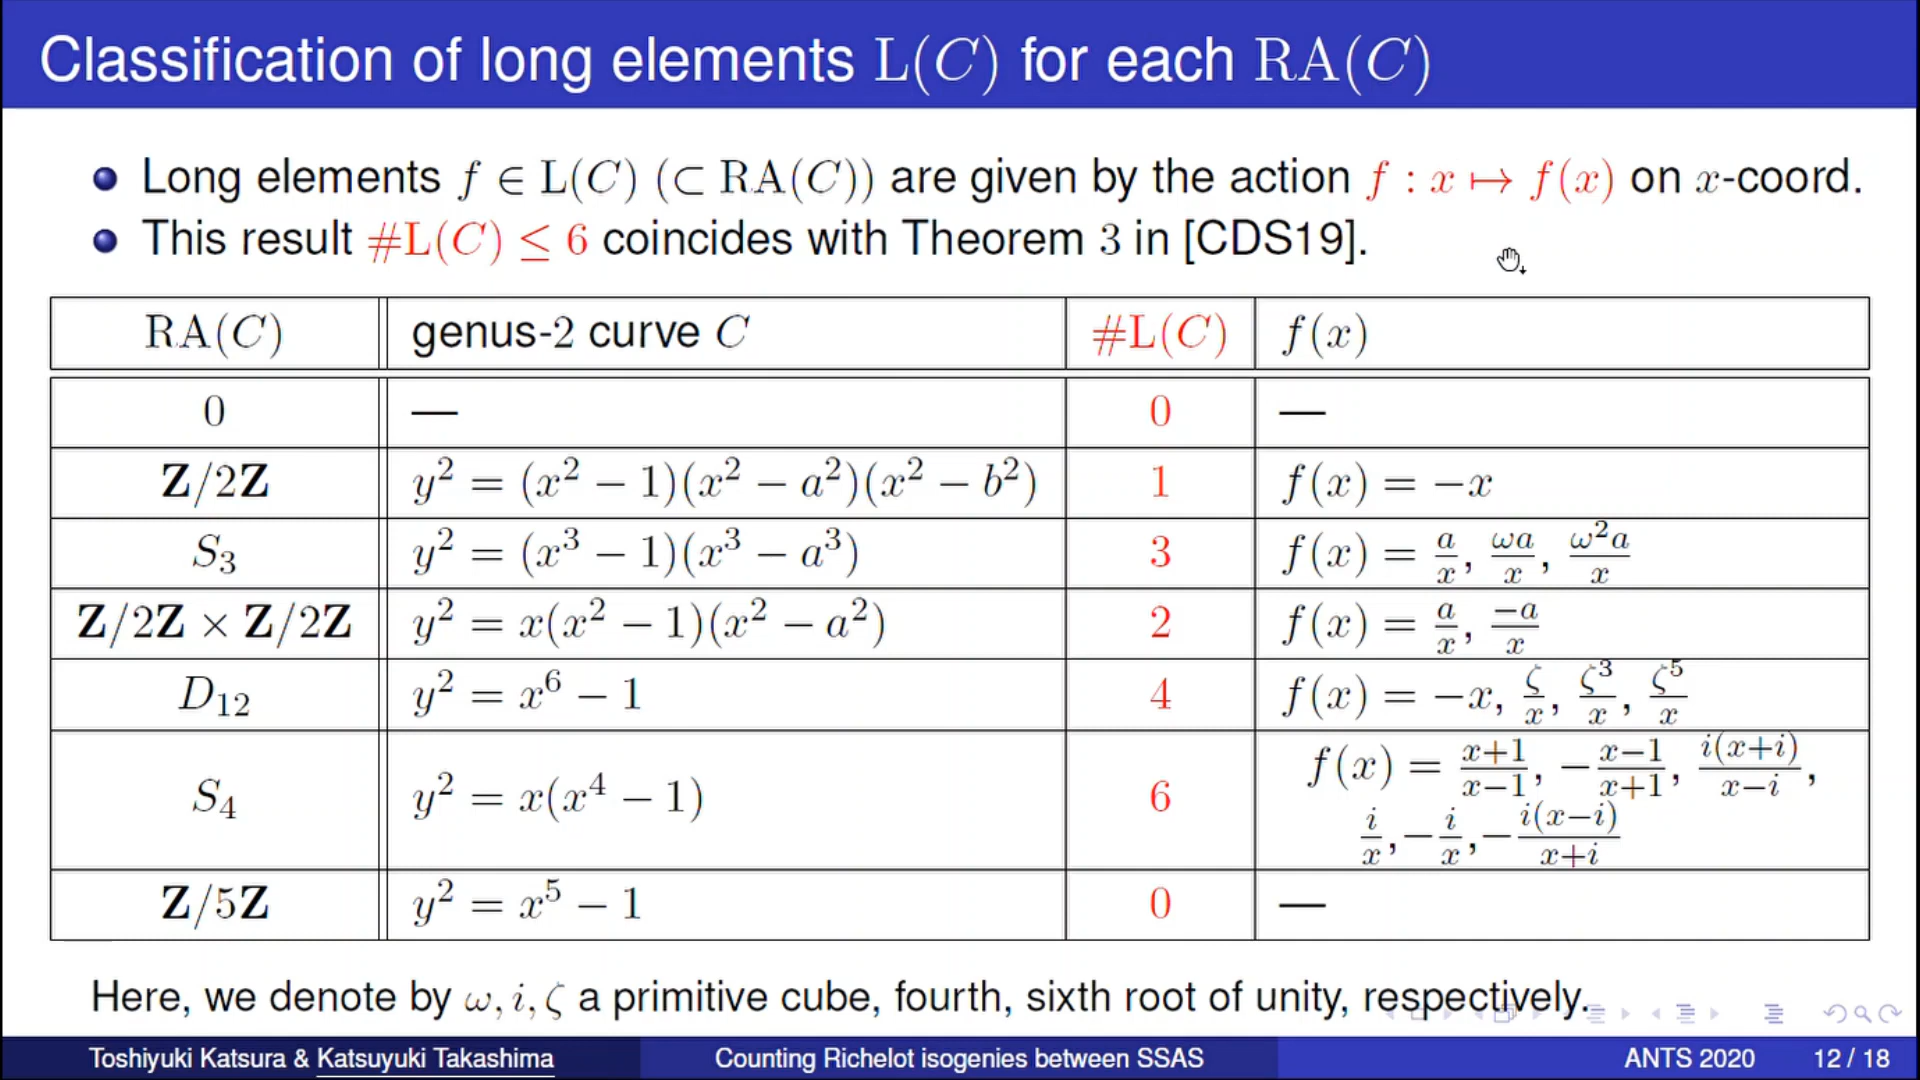 Classification of long elements L(C) for each RA(C)
Long elements f ∈ L(C) (⊂ RA(C)) are given by the action f : x ↦ f(x) on x-coord.
This result #L(C) ≤ 6 coincides with Theorem 3 in [CDS19].
RA(C) genus-2 curve C #L(C) f(x)
0 — 0 —
Z/2Z y² = (x² − 1)(x² − a²)(x² − b²) 1 f(x) = −x
S₃ y² = (x³ − 1)(x³ − a³) 3 f(x) = a/x, ωa/x, ω²a/x
Z/2Z × Z/2Z y² = x(x² − 1)(x² − a²) 2 f(x) = a/x, −a/x
D₁₂ y² = x⁶ − 1 4 f(x) = −x, ζ/x, ζ³/x, ζ⁵/x
S₄ y² = x(x⁴ − 1) 6 f(x) = (x+1)/(x−1), −(x−1)/(x+1), i(x+i)/(x−i),
i/x, −i/x, −i(x−i)/(x+i)
Z/5Z y² = x⁵ − 1 0 —
Here, we denote by ω, i, ζ a primitive cube, fourth, sixth root of unity, respectively.
Toshiyuki Katsura & Katsuyuki Takashima Counting Richelot isogenies between SSAS ANTS 2020 12 / 18